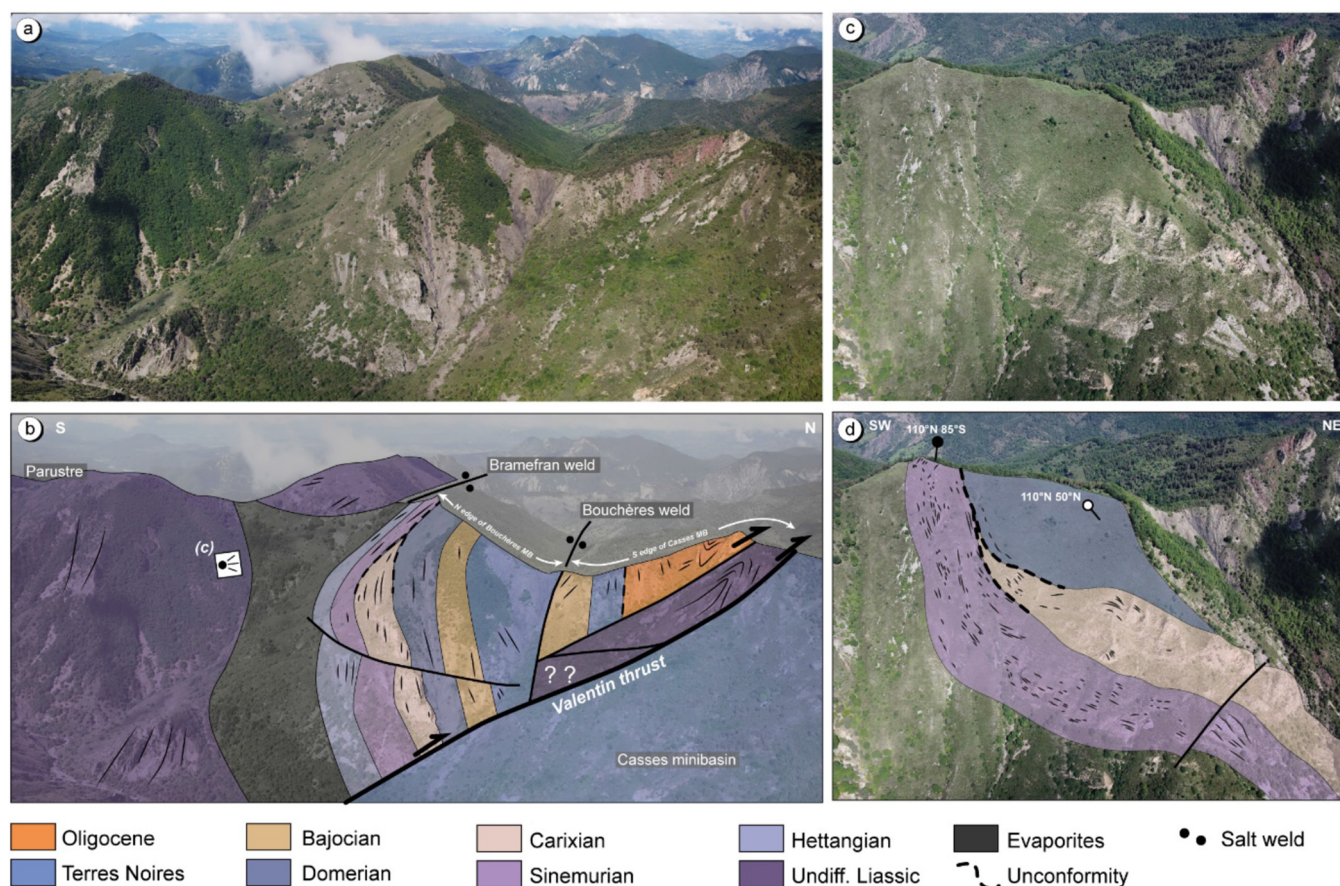 a
c
b
S
N
Parustre
Bramefran weld
Bouchères weld
N edge of Bouchères MB
S edge of Casses MB
(c)
? ?
Valentin thrust
Casses minibasin
d
SW
NE
110°N 85°S
110°N 50°N
Oligocene
Bajocian
Carixian
Hettangian
Evaporites
Salt weld
Terres Noires
Domerian
Sinemurian
Undiff. Liassic
Unconformity